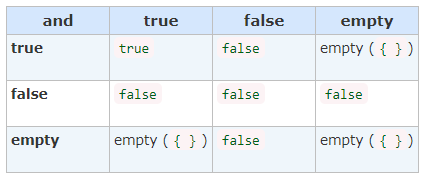 and true false empty
true true false empty ( { } )
false false false false
empty empty ( { } ) false empty ( { } )